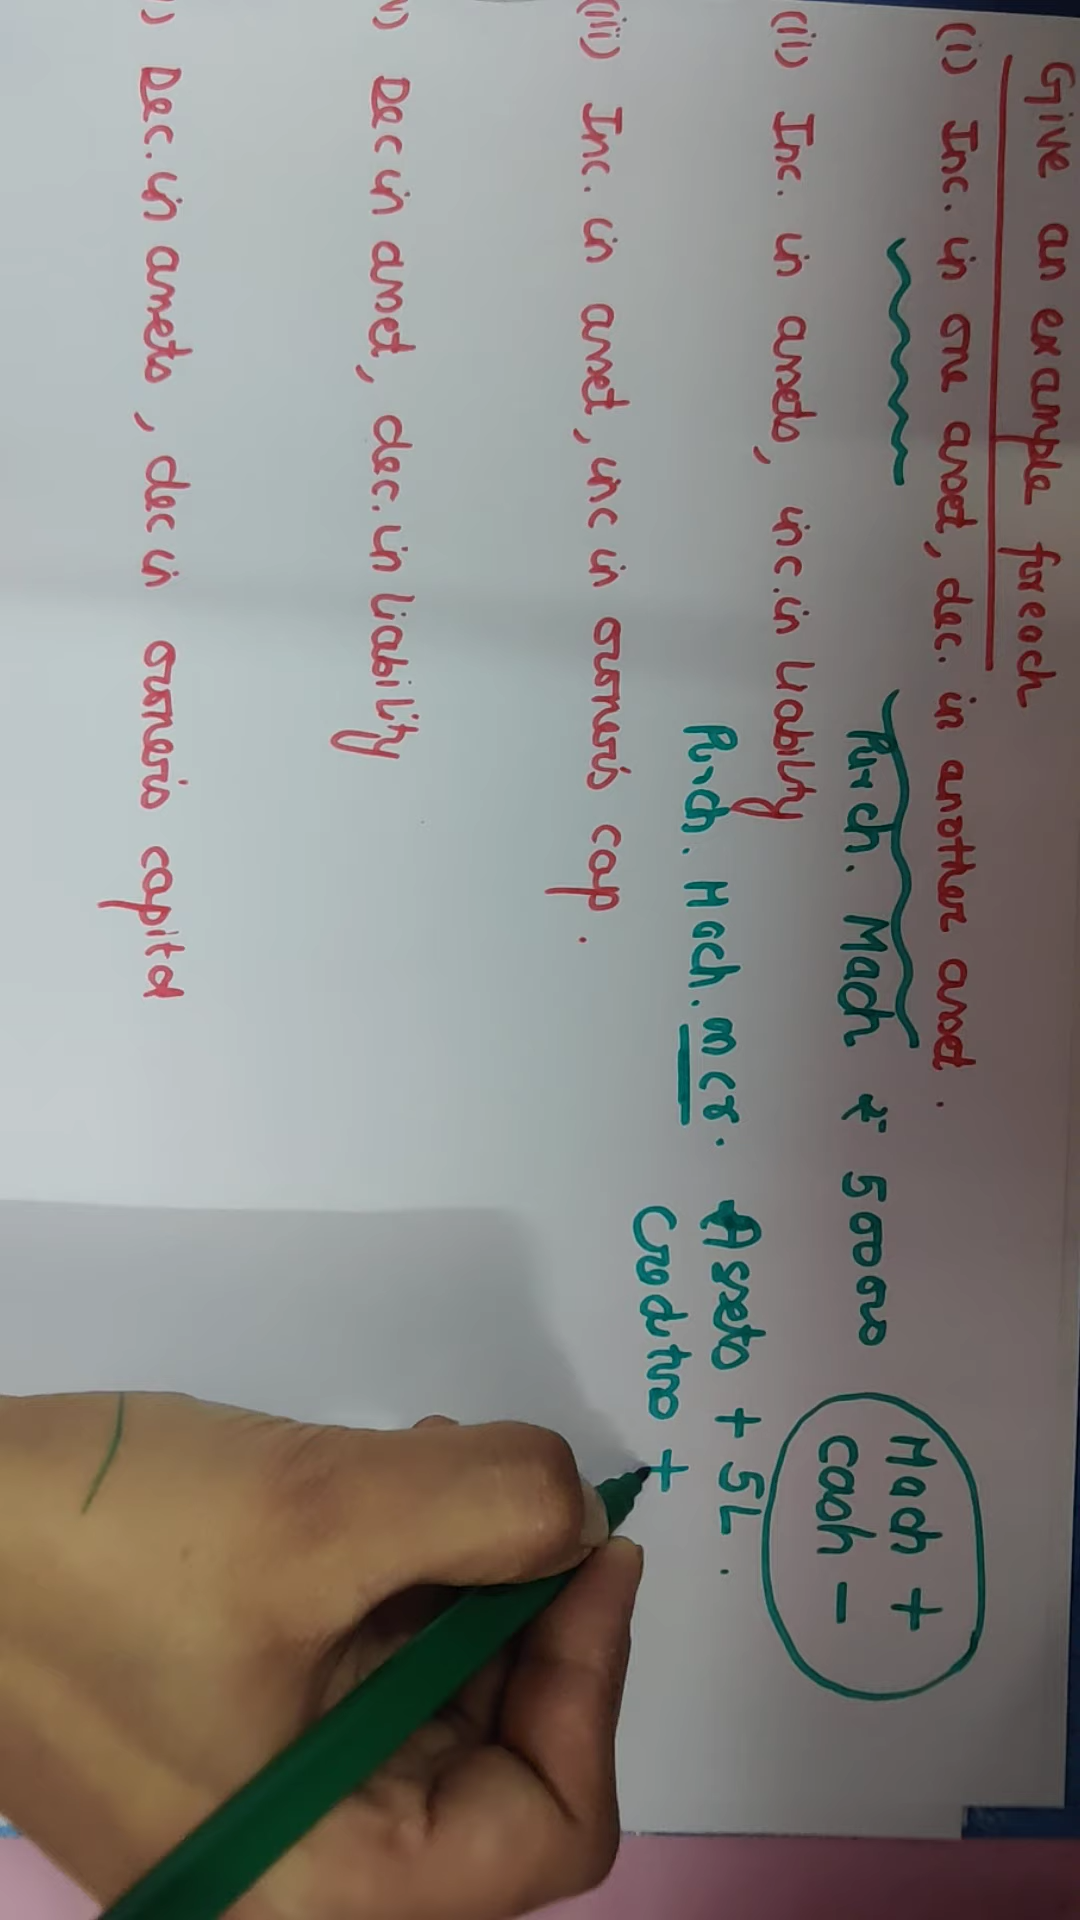 Give an example for each
(i) Inc. in one asset, dec. in another asset.
Purch. Mach ₹ 50000
Mach +
cash -
(ii) Inc. in assets, inc. in liability
Purch. Mach. on cr. Assets + 5L.
Creditors +
(iii) Inc. in asset, inc in owner's cap.
) Dec in asset, dec. in liability
) Dec. in assets, dec in owner's capital